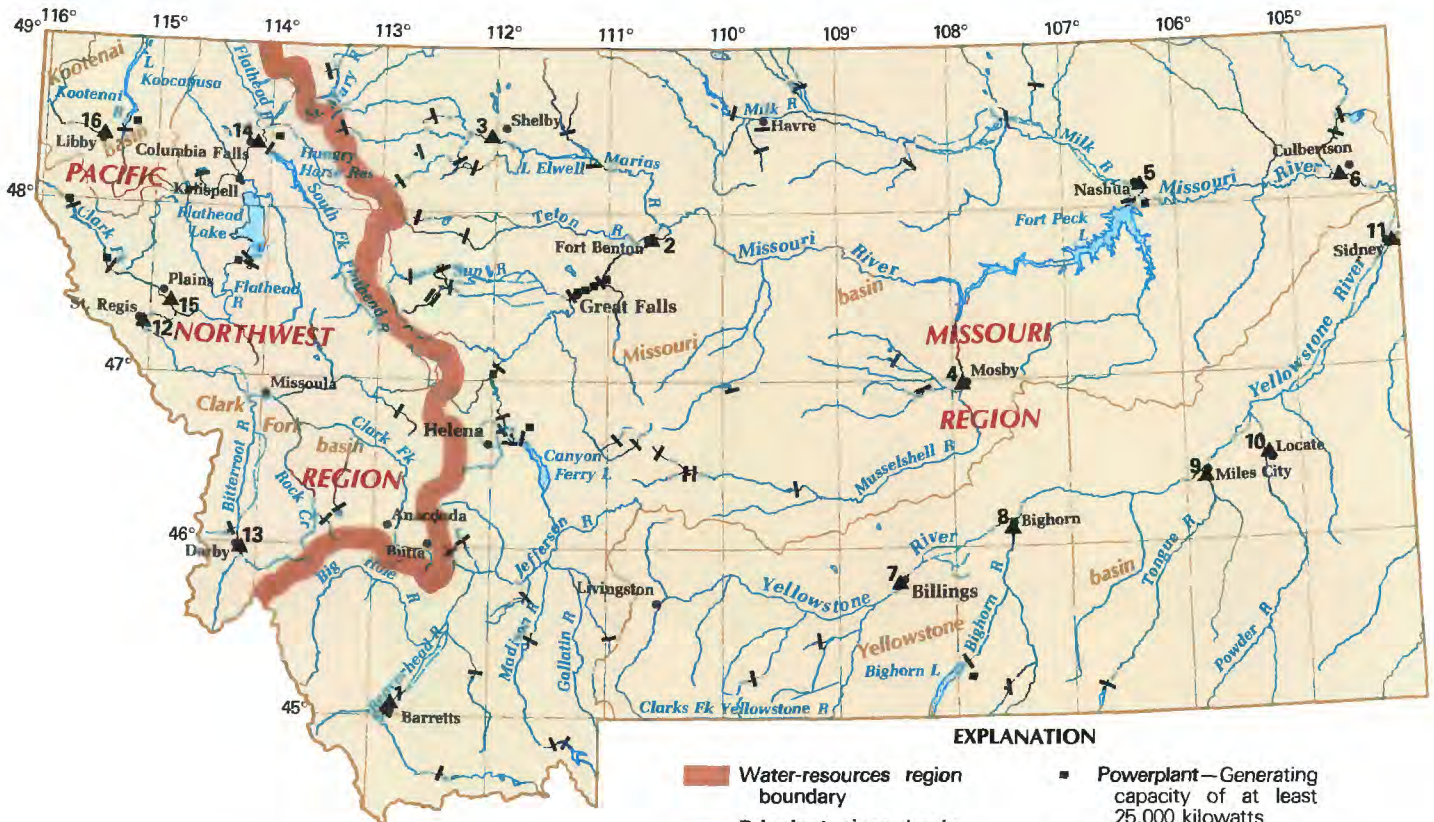 49° 116° 115° 114° 113° 112° 111° 110° 109° 108° 107° 106° 105°
48°
47°
46°
45°
Kootenai
basin
Kootenai
R
L
Koocanusa
Flathead R
St. Mary R
16
Libby
14
Columbia Falls
Hungry
Horse Res
PACIFIC
Kalispell
Flathead
Lake
South Fk Flathead R
Clark F
Plains
15
St. Regis
12
Flathead
R
NORTHWEST
Missoula
Clark
Fork
basin
Clark Fk
REGION
Bitterroot R
Rock Cr
Anaconda
Butte
13
Darby
Big Hole R
3
Shelby
L Elwell
Marias
Teton R
Fort Benton
2
Sun R
Great Falls
Milk R
Havre
Missouri River
basin
Missouri
MISSOURI
REGION
4
Mosby
Milk R
5
Nashua
Fort Peck
L
Missouri River
Culbertson
6
11
Sidney
Yellowstone River
Helena
Canyon
Ferry L
Musselshell R
Jefferson R
Madison R
Gallatin R
1
Barretts
Livingston
Yellowstone River
7
Billings
8
Bighorn
Bighorn R
Yellowstone
basin
Bighorn L
Clarks Fk Yellowstone R
9
Miles City
10
Locate
Tongue R
Powder R
EXPLANATION
Water-resources region
boundary
Powerplant—Generating
capacity of at least
25,000 kilowatts